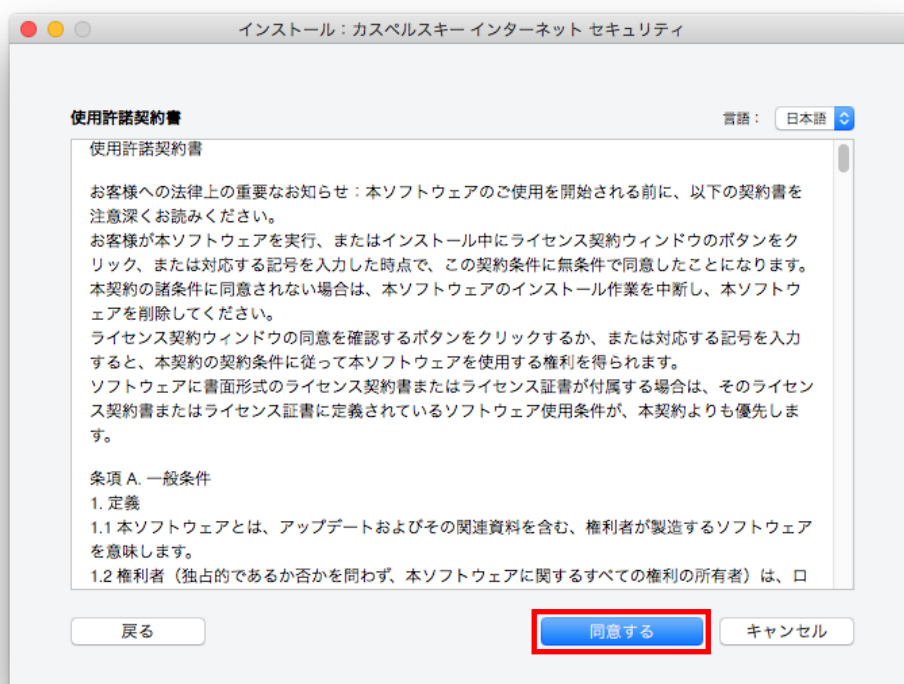 インストール：カスペルスキー インターネット セキュリティ
使用許諾契約書
言語：
日本語
使用許諾契約書
お客様への法律上の重要なお知らせ：本ソフトウェアのご使用を開始される前に、以下の契約書を
注意深くお読みください。
お客様が本ソフトウェアを実行、またはインストール中にライセンス契約ウィンドウのボタンをク
リック、または対応する記号を入力した時点で、この契約条件に無条件で同意したことになります。
本契約の諸条件に同意されない場合は、本ソフトウェアのインストール作業を中断し、本ソフトウ
ェアを削除してください。
ライセンス契約ウィンドウの同意を確認するボタンをクリックするか、または対応する記号を入力
すると、本契約の契約条件に従って本ソフトウェアを使用する権利を得られます。
ソフトウェアに書面形式のライセンス契約書またはライセンス証書が付属する場合は、そのライセン
ス契約書またはライセンス証書に定義されているソフトウェア使用条件が、本契約よりも優先しま
す。
条項 A. 一般条件
1. 定義
1.1 本ソフトウェアとは、アップデートおよびその関連資料を含む、権利者が製造するソフトウェア
を意味します。
1.2 権利者（独占的であるか否かを問わず、本ソフトウェアに関するすべての権利の所有者）は、ロ
戻る
同意する
キャンセル